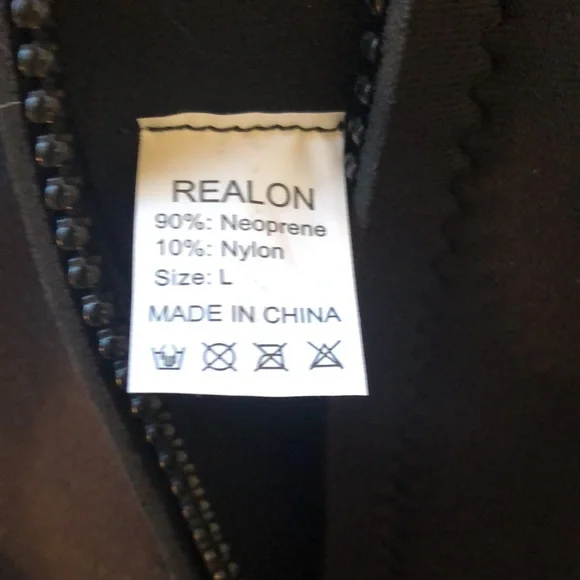 REALON
90%: Neoprene
10%: Nylon
Size: L
MADE IN CHINA